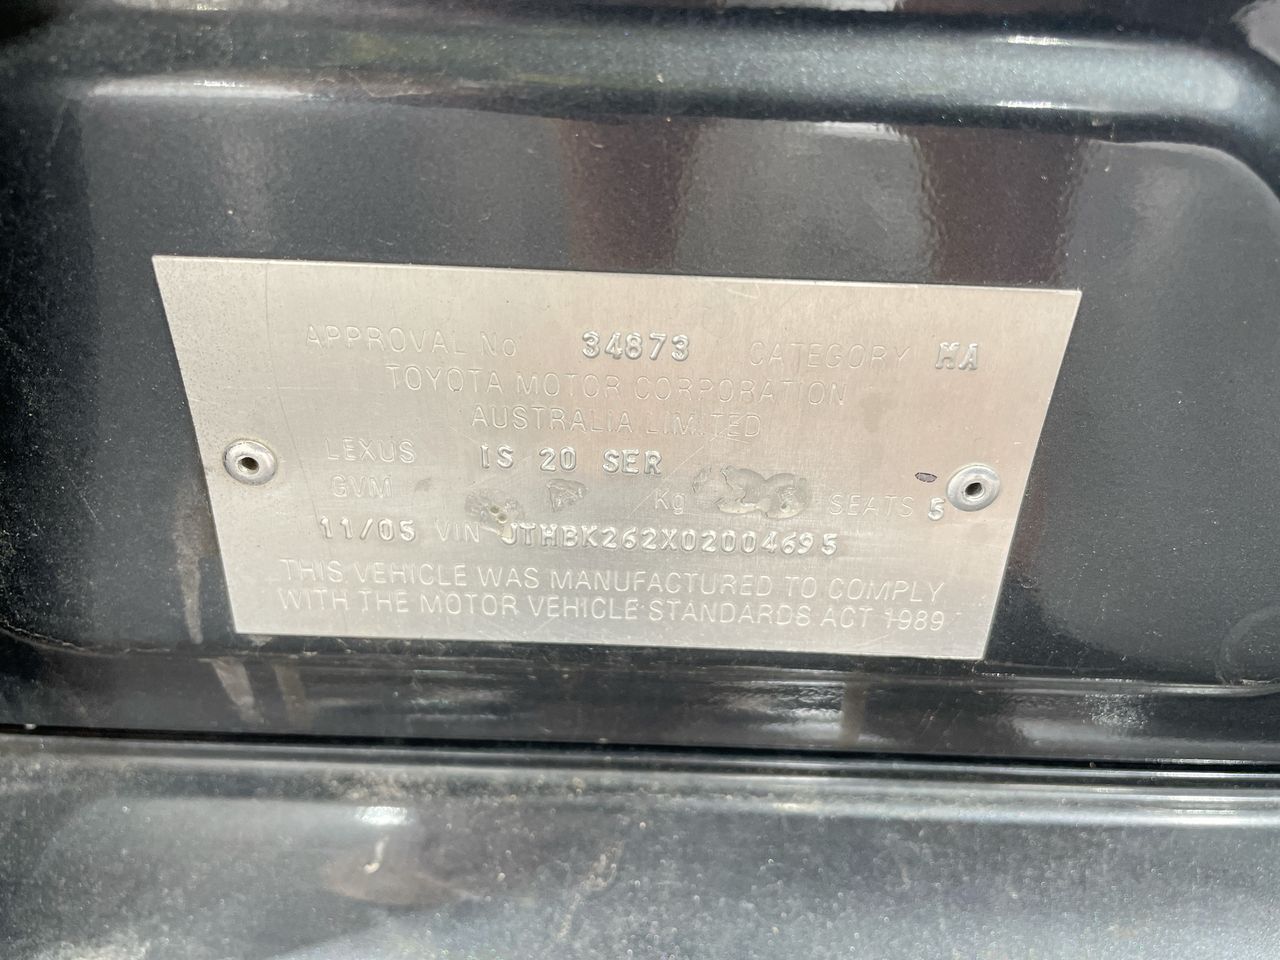 APPROVAL No 34873 CATEGORY MA
TOYOTA MOTOR CORPORATION
AUSTRALIA LIMITED
LEXUS IS 20 SER
GVM Kg SEATS 5
11/05 VIN JTHBK262X02004695
THIS VEHICLE WAS MANUFACTURED TO COMPLY
WITH THE MOTOR VEHICLE STANDARDS ACT 1989